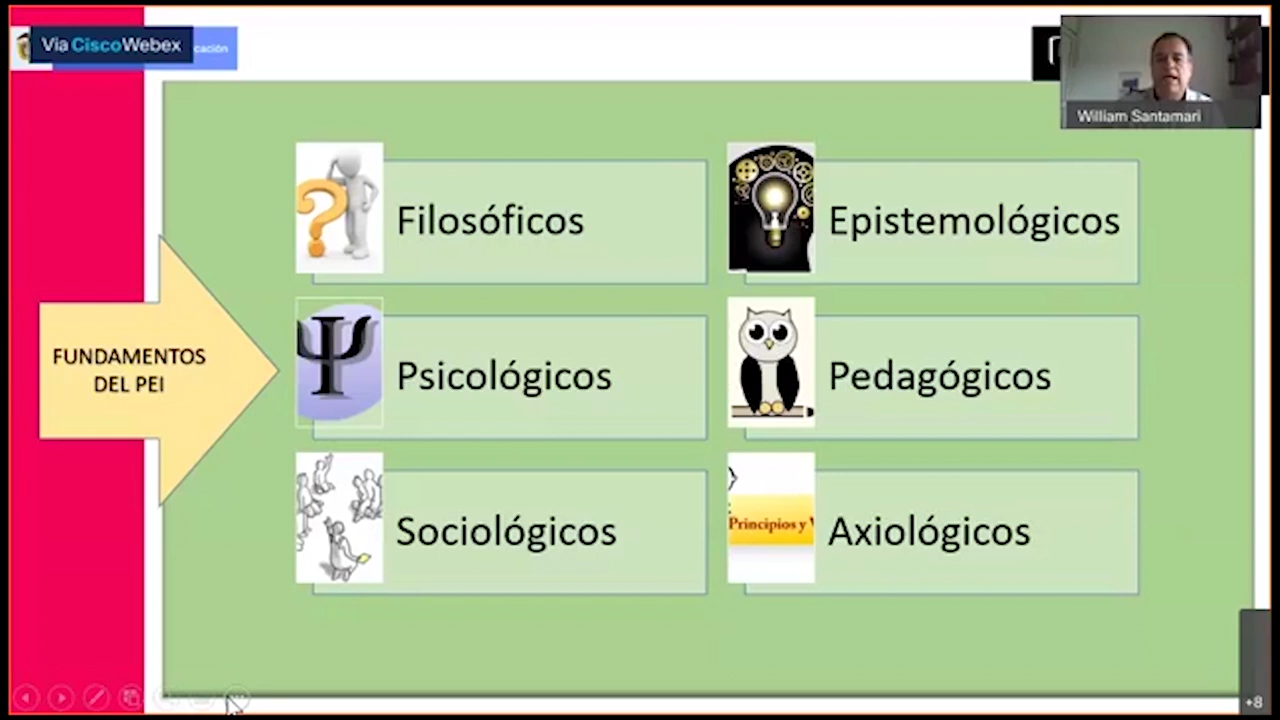 Via CiscoWebex
cación
William Santamari
Filosóficos
Epistemológicos
FUNDAMENTOS
DEL PEI
Psicológicos
Pedagógicos
Sociológicos
Principios y
Axiológicos
+8